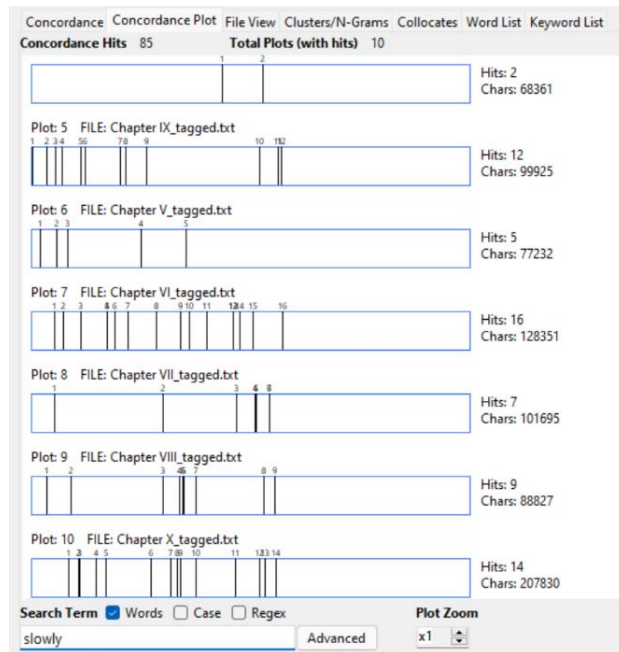 Concordance Concordance Plot File View Clusters/N-Grams Collocates Word List Keyword List
Concordance Hits 85 Total Plots (with hits) 10
1 2
Hits: 2
Chars: 68361
Plot: 5 FILE: Chapter IX_tagged.txt
1 2 3 4 5 6 7 8 9 10 11 12
Hits: 12
Chars: 99925
Plot: 6 FILE: Chapter V_tagged.txt
1 2 3 4 5
Hits: 5
Chars: 77232
Plot: 7 FILE: Chapter VI_tagged.txt
1 2 3 6 7 8 9 10 11 14 15 16
Hits: 16
Chars: 128351
Plot: 8 FILE: Chapter VII_tagged.txt
1 2 3
Hits: 7
Chars: 101695
Plot: 9 FILE: Chapter VIII_tagged.txt
1 2 3 7 8 9
Hits: 9
Chars: 88827
Plot: 10 FILE: Chapter X_tagged.txt
1 4 5 6 7 8 9 10 11 14
Hits: 14
Chars: 207830
Search Term Words Case Regex Plot Zoom
slowly Advanced x1